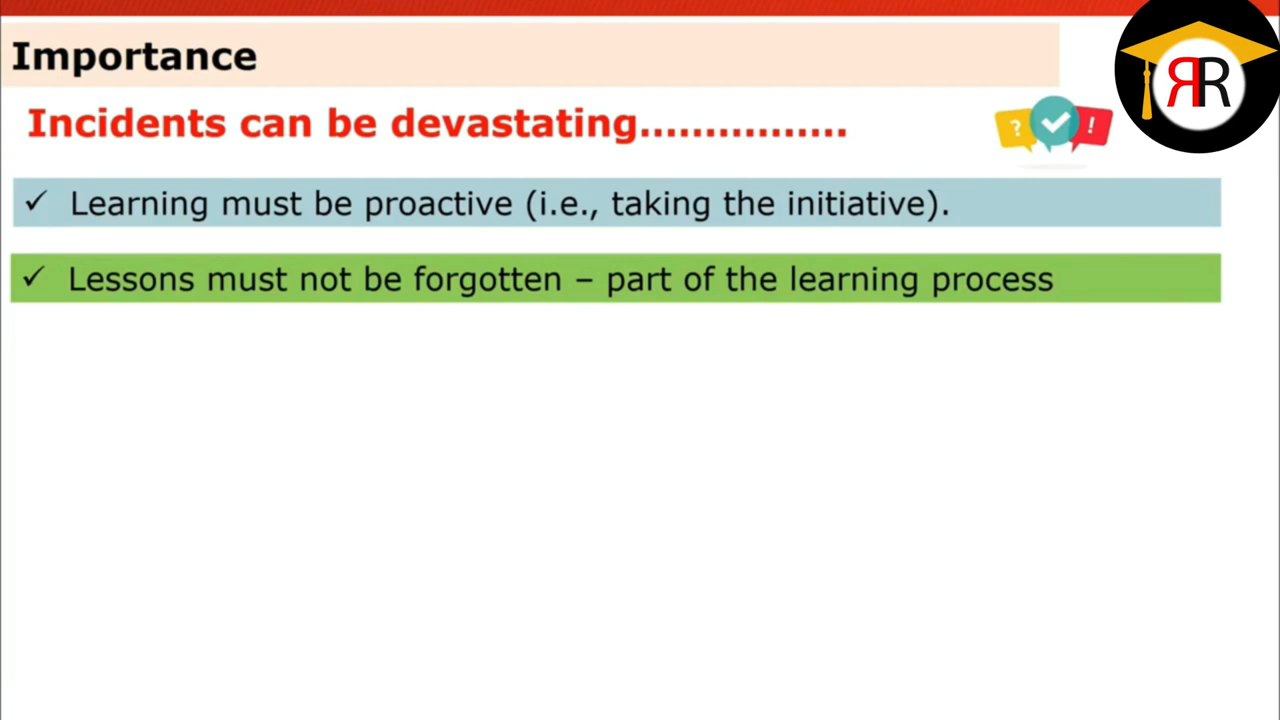 Importance
Incidents can be devastating................
✓ Learning must be proactive (i.e., taking the initiative).
✓ Lessons must not be forgotten – part of the learning process
? !
ЯR